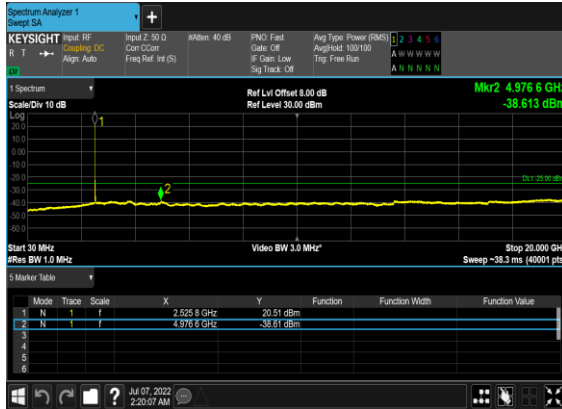 Spectrum Analyzer 1
Swept SA
+
KEYSIGHT Input: RF Input Z: 50 Ω #Atten: 40 dB PNO: Fast Avg Type: Power (RMS) 1 2 3 4 5 6
R T Coupling: DC Corr CCorr Gate: Off Avg|Hold: 100/100 A W W W W W
Align: Auto Freq Ref: Int (S) IF Gain: Low Trig: Free Run
LU Sig Track: Off A N N N N N
1 Spectrum Ref Lvl Offset 8.00 dB Mkr2 4.976 6 GHz
Scale/Div 10 dB Ref Level 30.00 dBm -38.613 dBm
Log
1
20.0
10.0
0.00
-10.0
-20.0 DL1 -25.00 dBm
-30.0 2
-40.0
-50.0
-60.0
Start 30 MHz Video BW 3.0 MHz* Stop 20.000 GHz
#Res BW 1.0 MHz Sweep ~38.3 ms (40001 pts)
5 Marker Table
Mode Trace Scale X Y Function Function Width Function Value
1 N 1 f 2.525 8 GHz 20.51 dBm
2 N 1 f 4.976 6 GHz -38.61 dBm
3
4
5
6
? Jul 07, 2022
2:20:07 AM